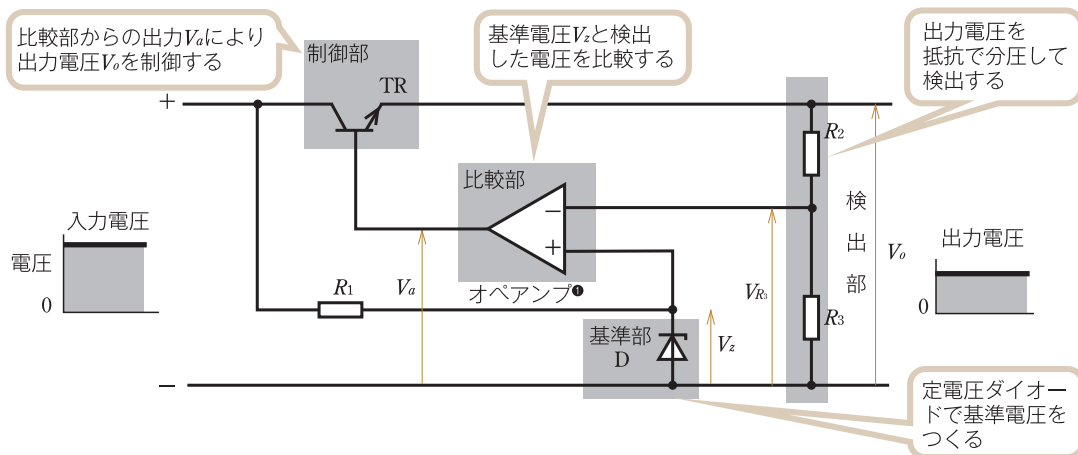 比較部からの出力Vaにより
出力電圧Voを制御する
基準電圧Vzと検出
した電圧を比較する
出力電圧を
抵抗で分圧して
検出する
制御部
TR
+
R2
比較部
−
+
オペアンプ❶
検出部
Vo
入力電圧
電圧
0
出力電圧
0
R1
Va
VR3
R3
基準部
D
Vz
−
定電圧ダイオー
ドで基準電圧を
つくる